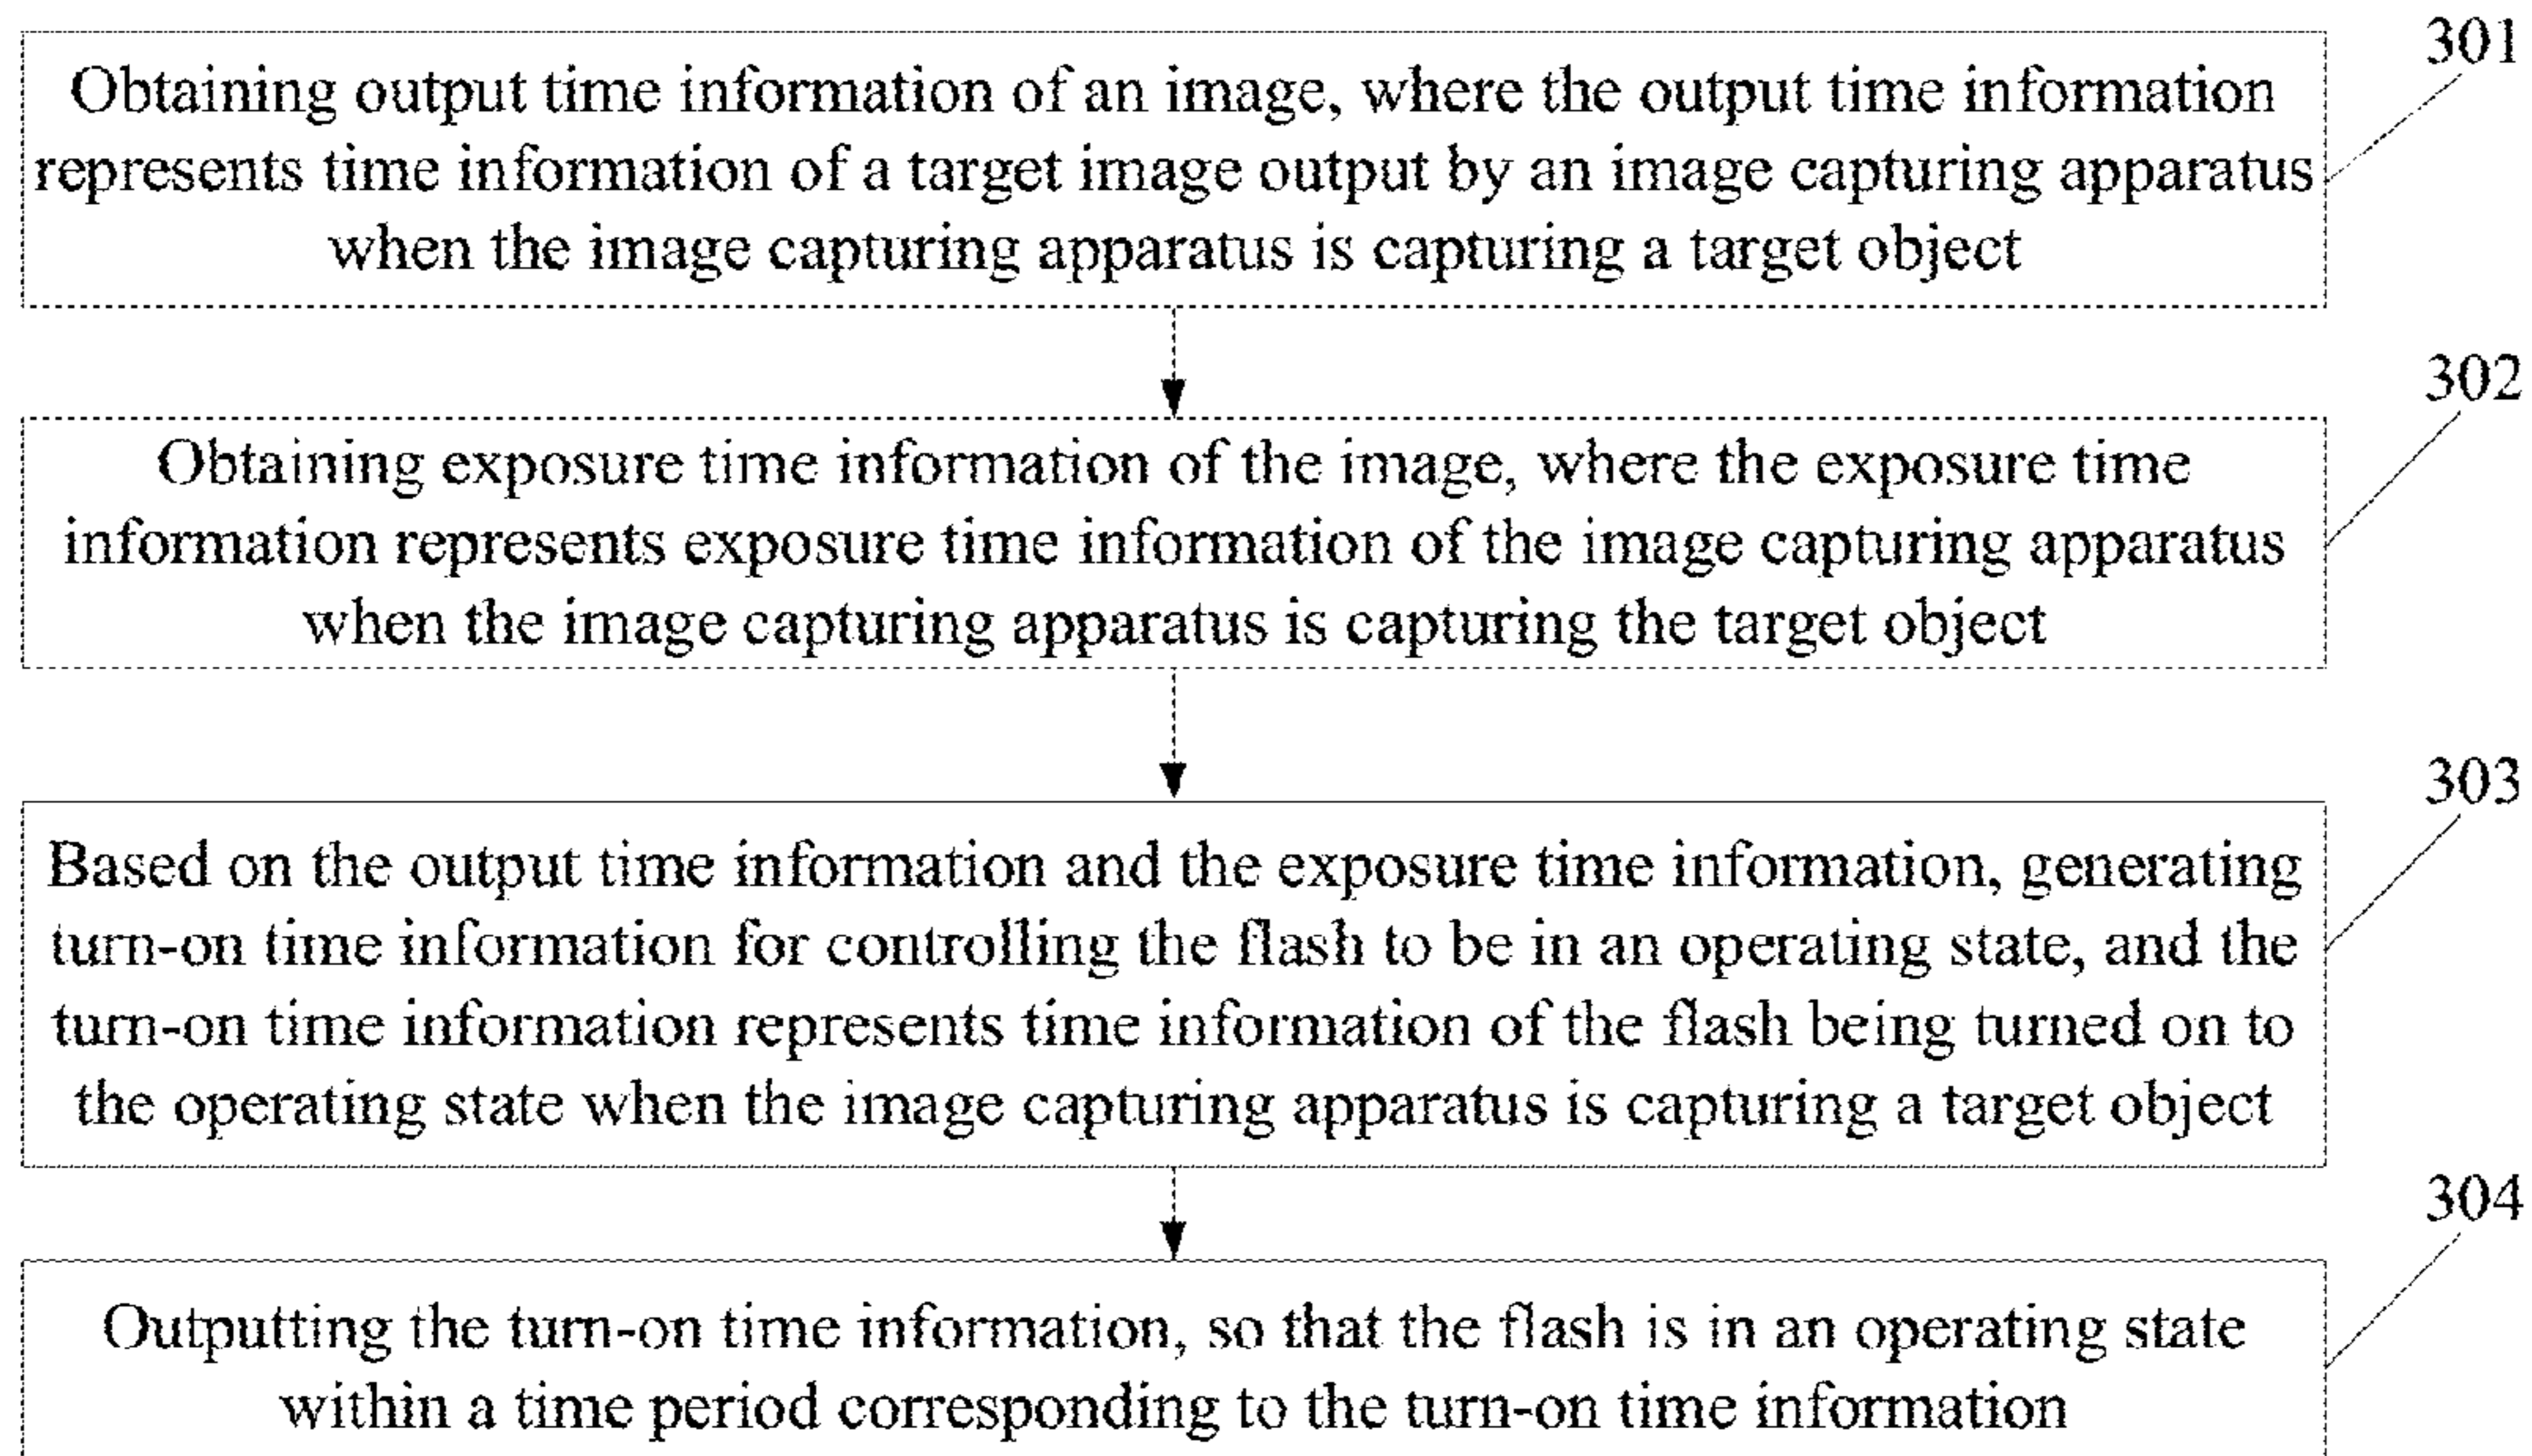 301
Obtaining output time information of an image, where the output time information
represents time information of a target image output by an image capturing apparatus
when the image capturing apparatus is capturing a target object
302
Obtaining exposure time information of the image, where the exposure time
information represents exposure time information of the image capturing apparatus
when the image capturing apparatus is capturing the target object
303
Based on the output time information and the exposure time information, generating
turn-on time information for controlling the flash to be in an operating state, and the
turn-on time information represents time information of the flash being turned on to
the operating state when the image capturing apparatus is capturing a target object
304
Outputting the turn-on time information, so that the flash is in an operating state
within a time period corresponding to the turn-on time information